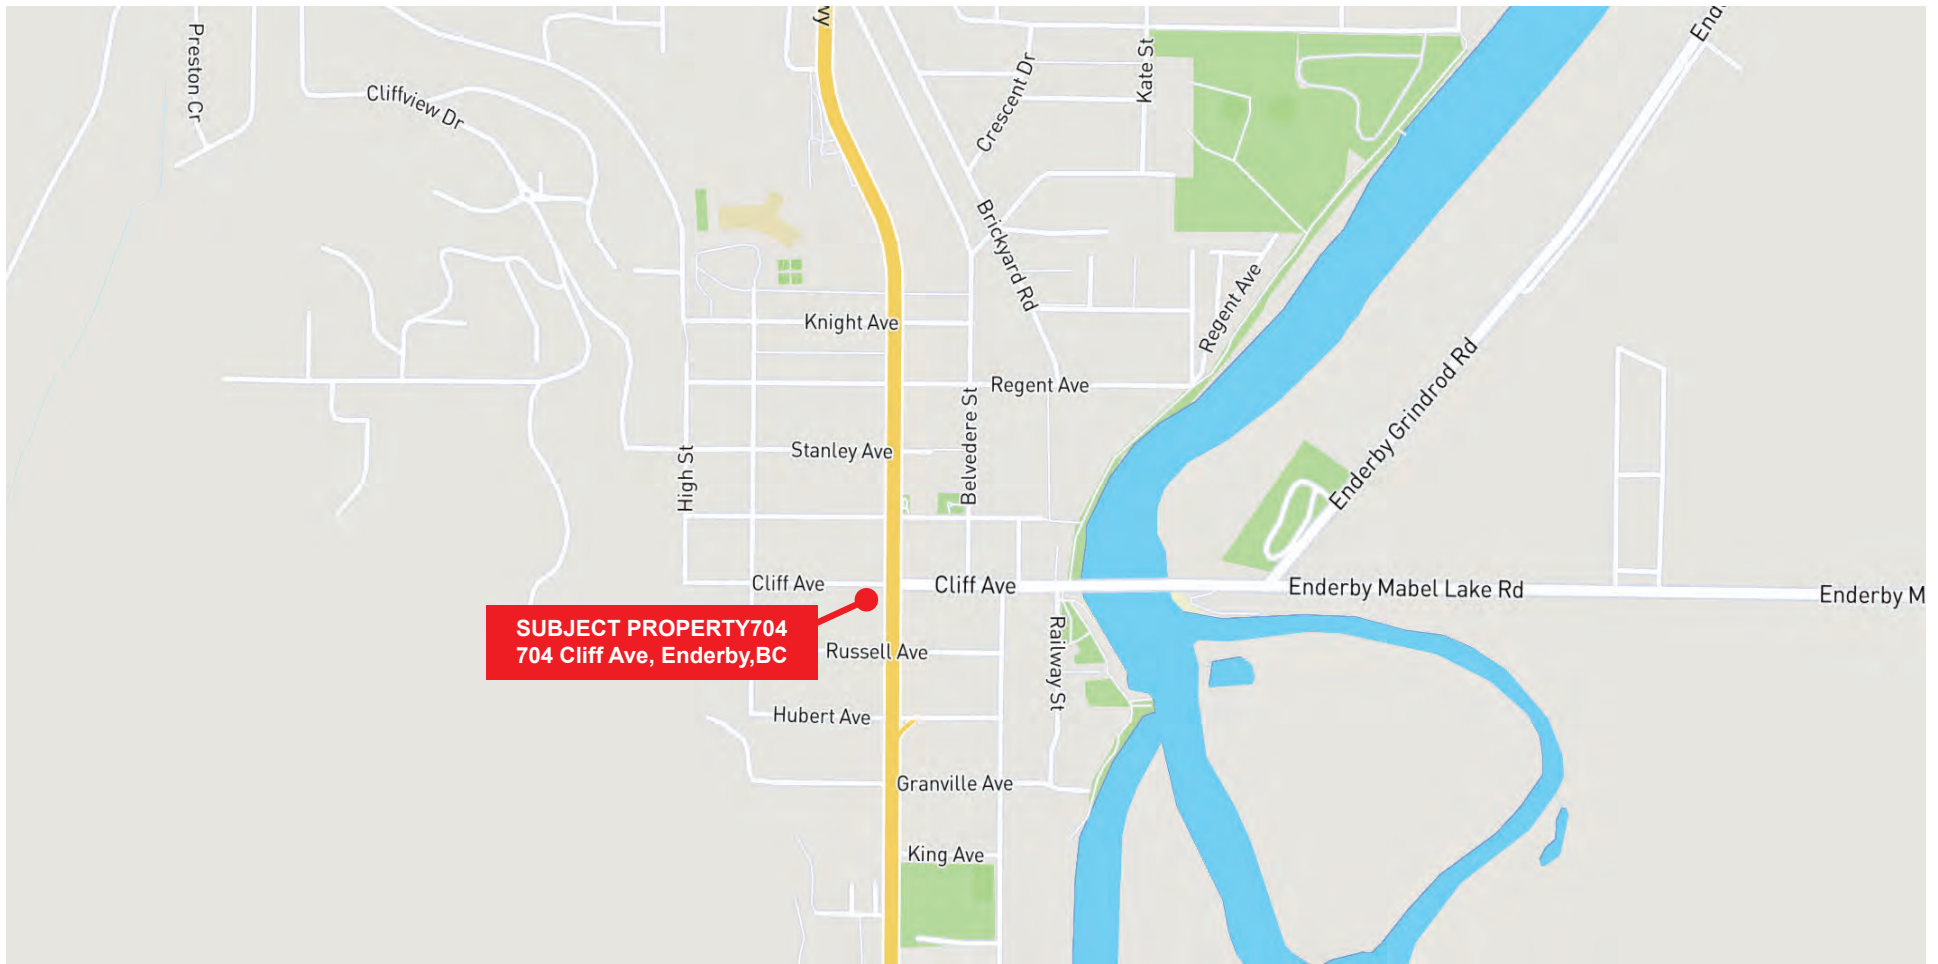 wy
End
Preston Cr
Cliffview Dr
Crescent Dr
Kate St
Brickyard Rd
Regent Ave
Knight Ave
Regent Ave
Belvedere St
Stanley Ave
High St
Enderby Grindrod Rd
Cliff Ave
Cliff Ave
Enderby Mabel Lake Rd
Enderby M
SUBJECT PROPERTY704
704 Cliff Ave, Enderby,BC
Russell Ave
Railway St
Hubert Ave
Granville Ave
King Ave